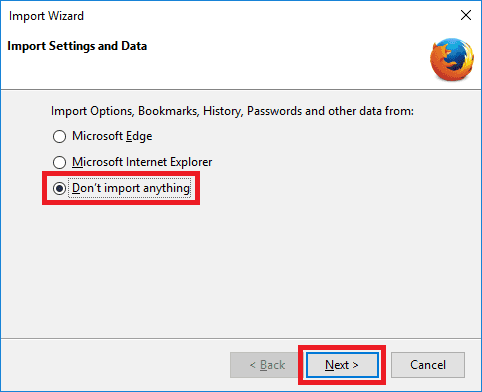 Import Wizard
Import Settings and Data
Import Options, Bookmarks, History, Passwords and other data from:
Microsoft Edge
Microsoft Internet Explorer
Don't import anything
< Back Next > Cancel